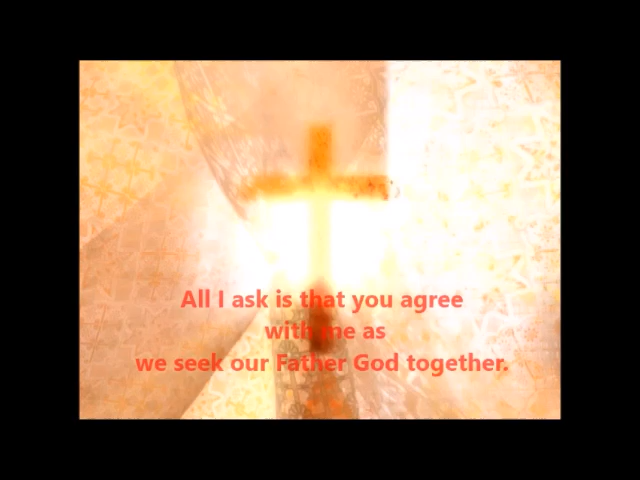 All I ask is that you agree
with me as
we seek our Father God together.